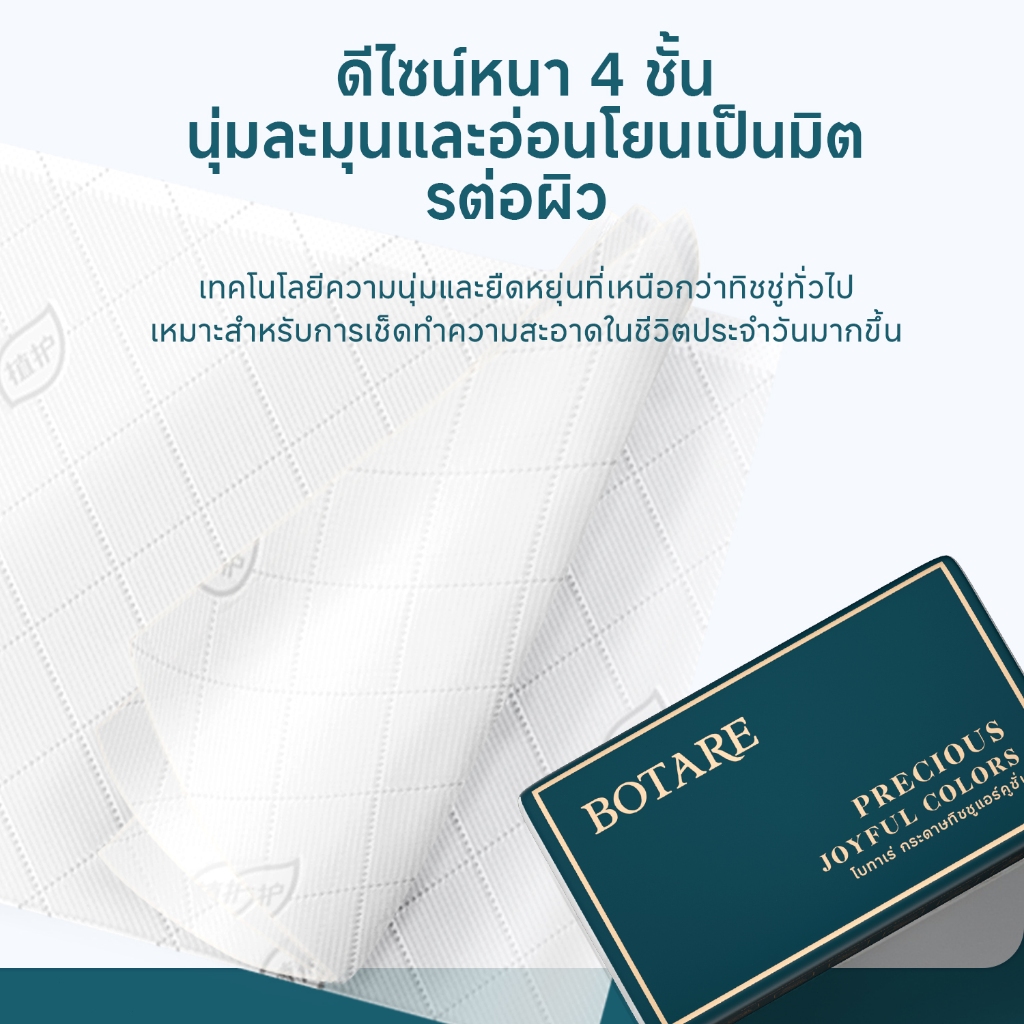 ดีไซน์หนา 4 ชั้น
นุ่มละมุนและอ่อนโยนเป็นมิต
รต่อผิว
เทคโนโลยีความนุ่มและยืดหยุ่นที่เหนือกว่าทิชชู่ทั่วไป
เหมาะสำหรับการเช็ดทำความสะอาดในชีวิตประจำวันมากขึ้น
植护
护
植护
护
BOTARE
PRECIOUS
JOYFUL COLORS
โบทาเร่ กระดาษทิชชูแอร์คูชั่น